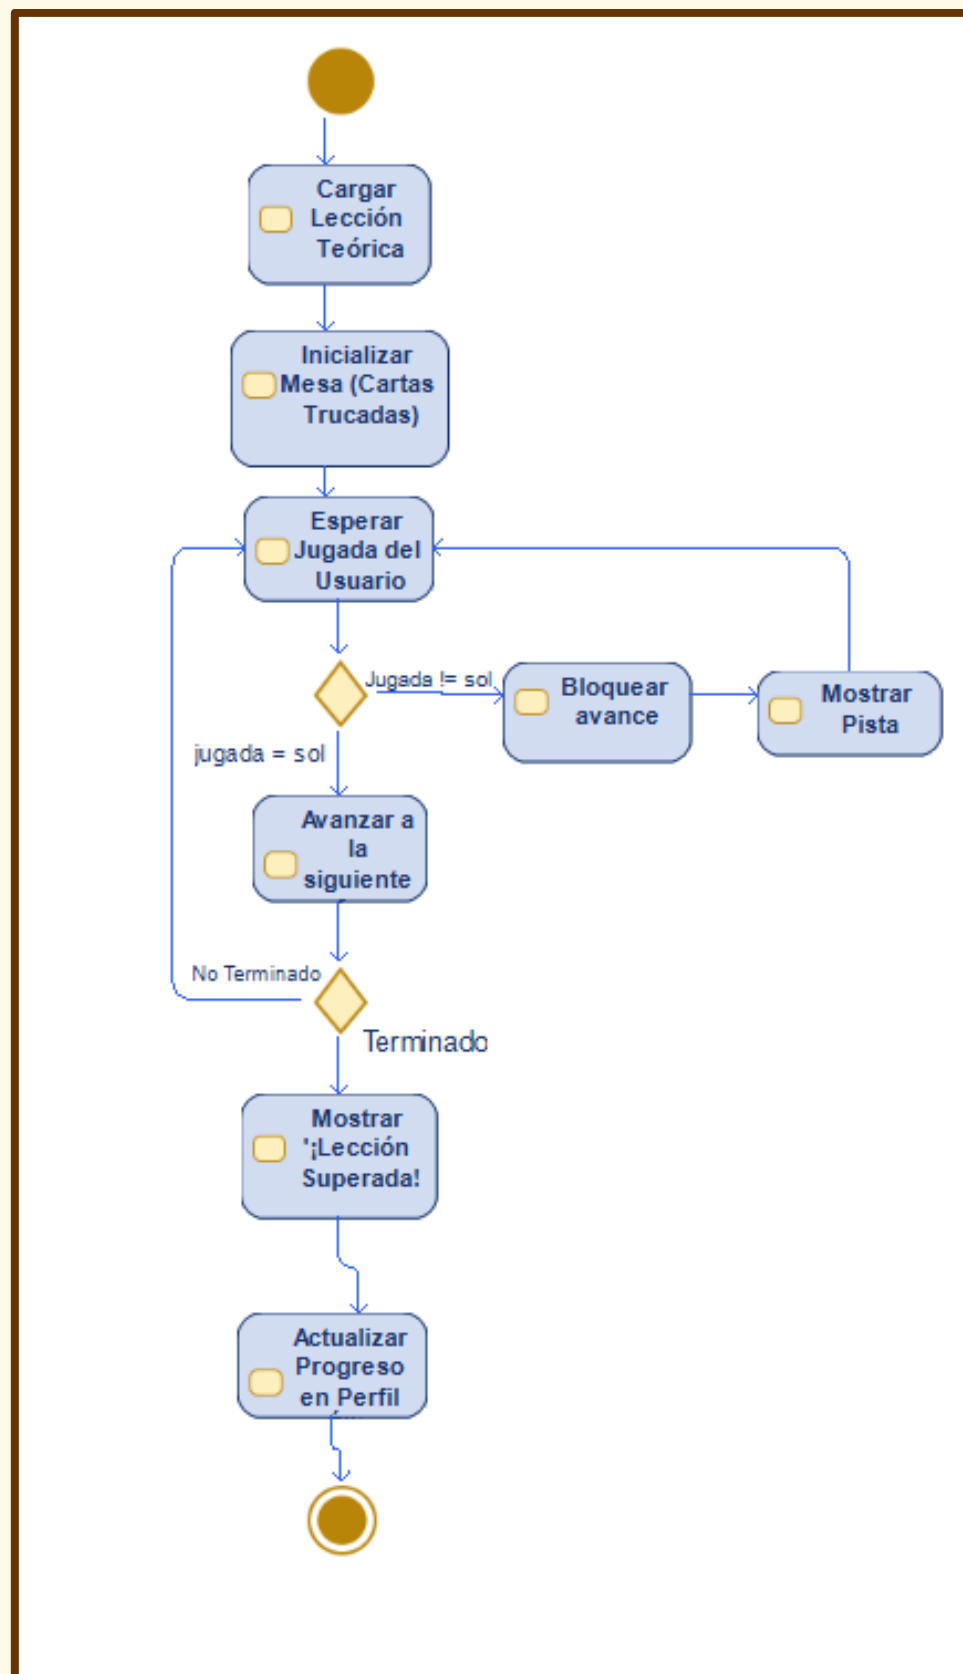 Cargar
Lección
Teórica
Inicializar
Mesa (Cartas
Trucadas)
Esperar
Jugada del
Usuario
Jugada != sol
Bloquear
avance
Mostrar
Pista
jugada = sol
Avanzar a
la
siguiente
No Terminado
Terminado
Mostrar
'¡Lección
Superada!
Actualizar
Progreso
en Perfil